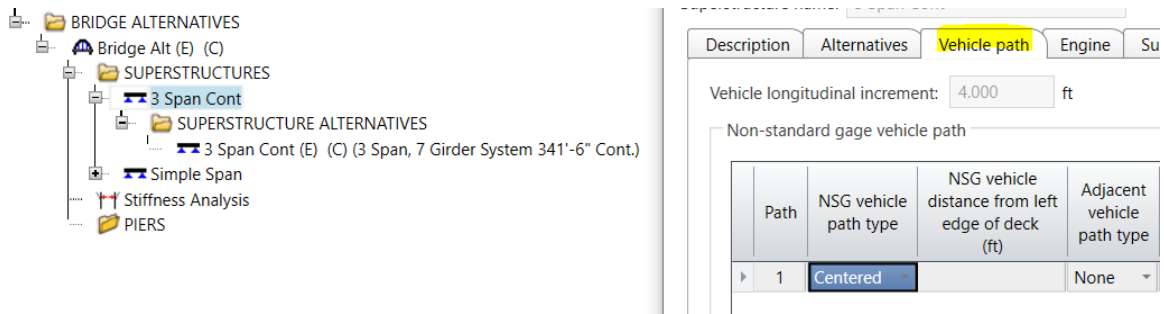 BRIDGE ALTERNATIVES
Bridge Alt (E) (C)
SUPERSTRUCTURES
3 Span Cont
SUPERSTRUCTURE ALTERNATIVES
3 Span Cont (E) (C) (3 Span, 7 Girder System 341'-6" Cont.)
Simple Span
Stiffness Analysis
PIERS
Description Alternatives Vehicle path Engine Su
Vehicle longitudinal increment: 4.000 ft
Non-standard gage vehicle path
Path
NSG vehicle
path type
NSG vehicle
distance from left
edge of deck
(ft)
Adjacent
vehicle
path type
1 Centered None